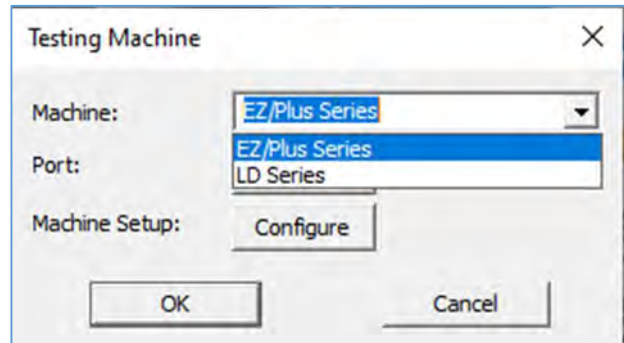 Testing Machine
Machine: EZ/Plus Series
EZ/Plus Series
Port:
LD Series
Machine Setup: Configure
OK Cancel